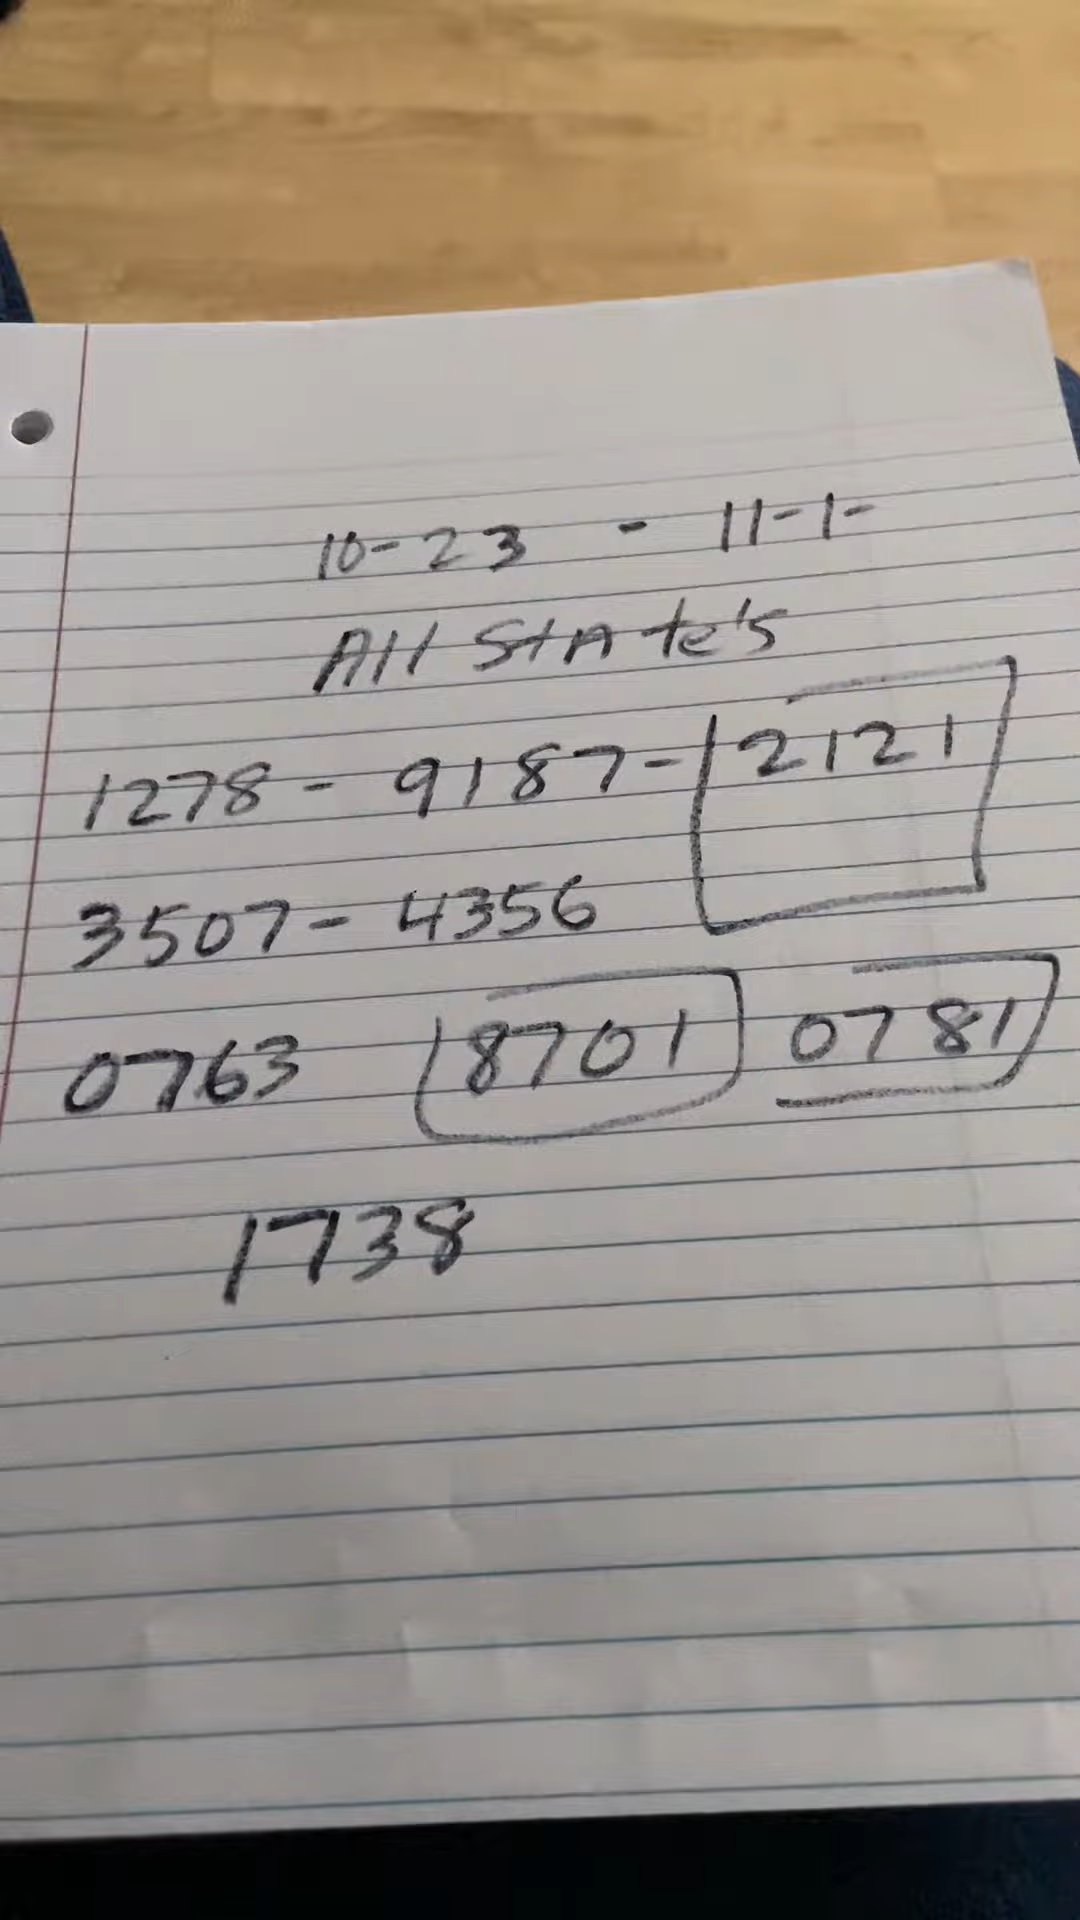 10-23 - 11-1-
All State's
1278 - 9187 - 2121
3507 - 4356
0763 8701 0781
1738